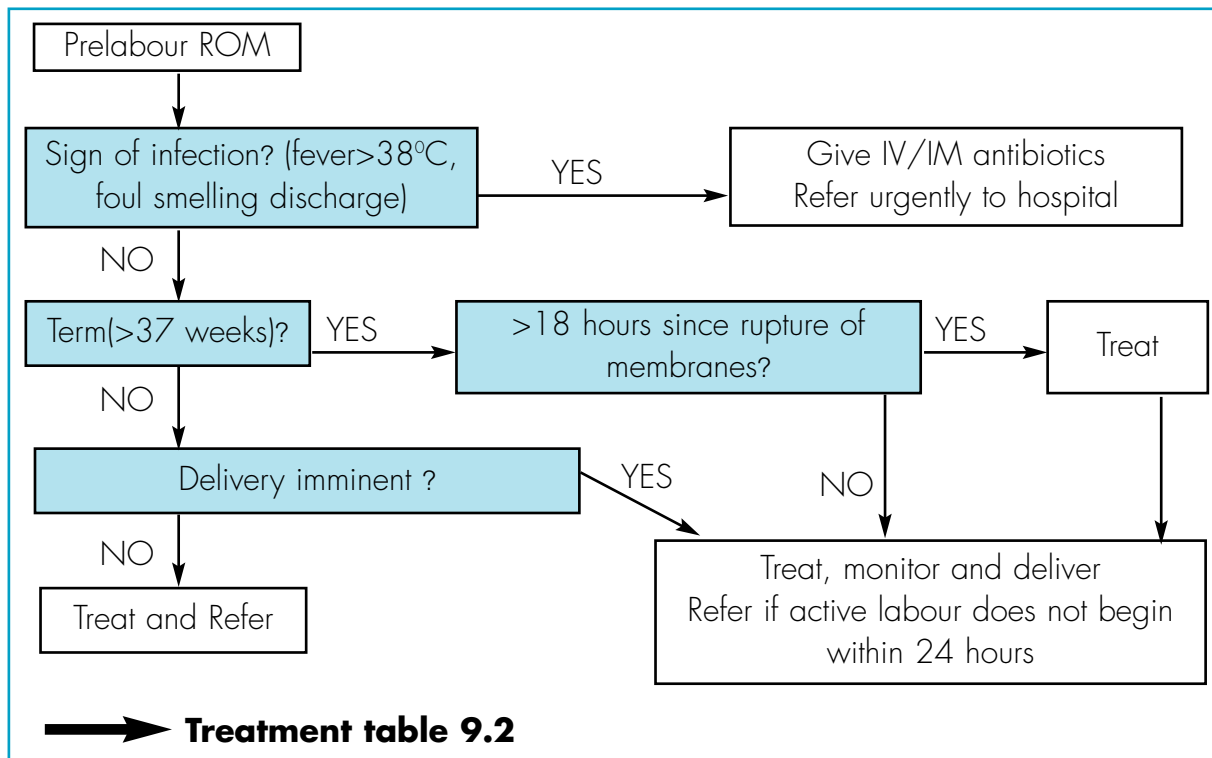 Prelabour ROM
Sign of infection? (fever>38ºC,
foul smelling discharge)
YES
Give IV/IM antibiotics
Refer urgently to hospital
NO
Term(>37 weeks)?
YES
>18 hours since rupture of
membranes?
YES
Treat
NO
Delivery imminent ?
YES
NO
NO
Treat and Refer
Treat, monitor and deliver
Refer if active labour does not begin
within 24 hours
Treatment table 9.2